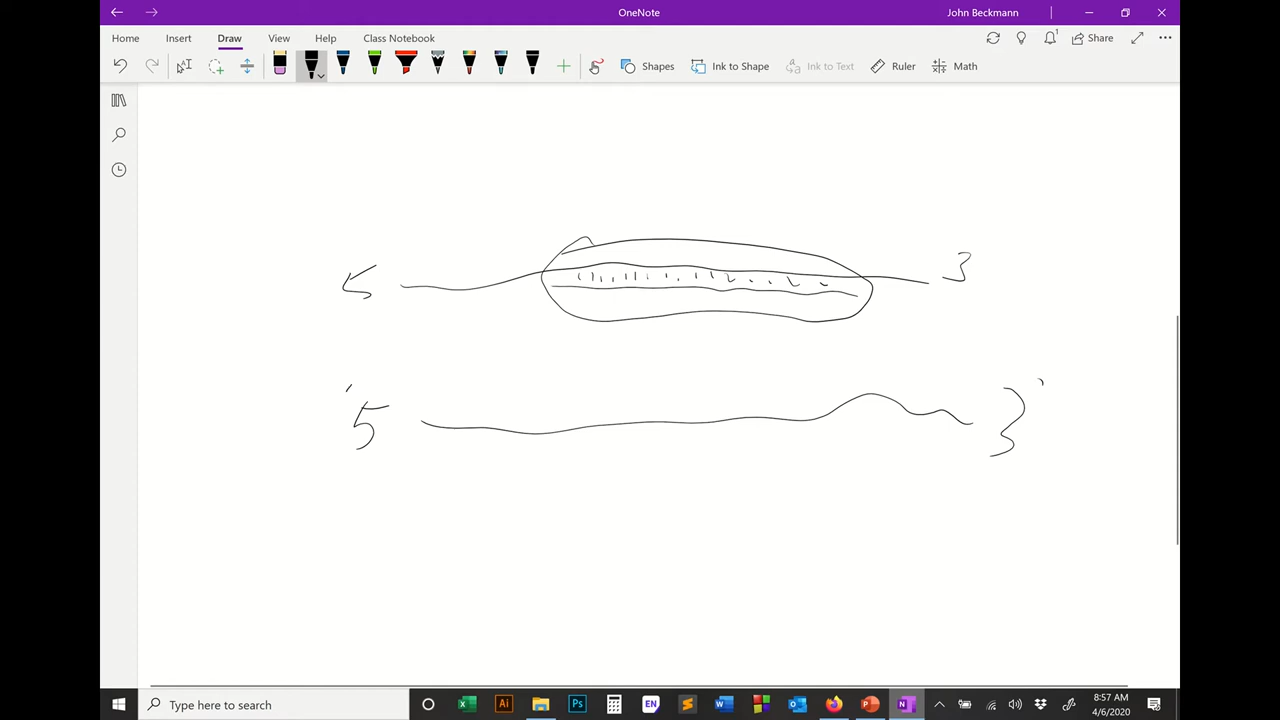 OneNote
John Beckmann
Home Insert Draw View Help Class Notebook
Share
Shapes Ink to Shape Ink to Text Ruler Math
5 3
'5 3'
Type here to search
8:57 AM
4/6/2020